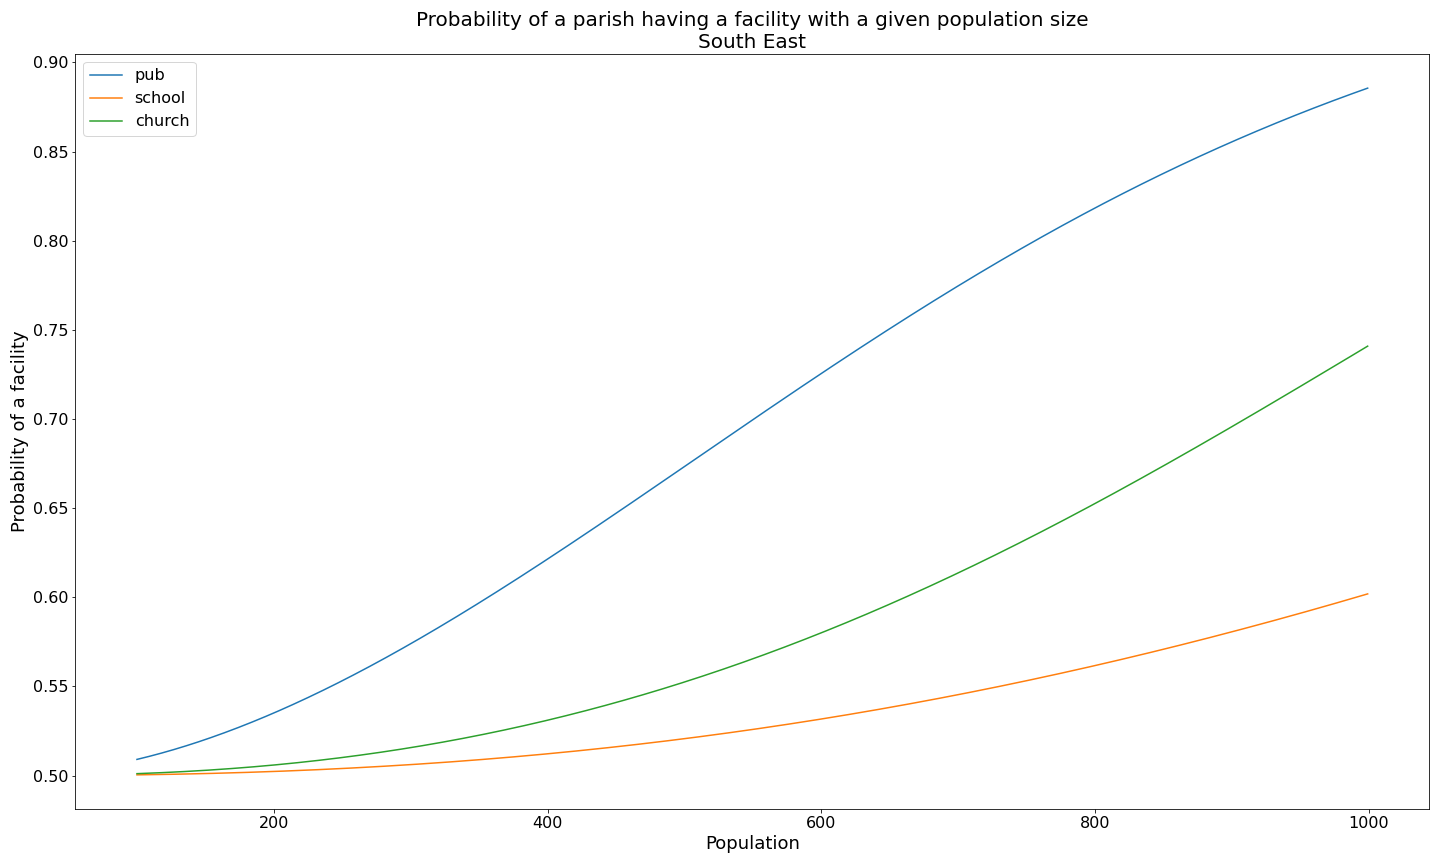 Probability of a parish having a facility with a given population size
South East
pub
school
church
0.90
0.85
0.80
0.75
0.70
0.65
0.60
0.55
0.50
Probability of a facility
200 400 600 800 1000
Population